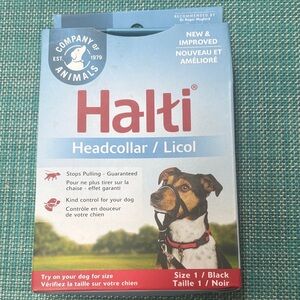 RECOMMENDED BY
Dr Roger Mugford
COMPANY of
EST. 1979
ANIMALS
NEW &
IMPROVED
NOUVEAU ET
AMÉLIORÉ
Halti®
Headcollar / Licol
Stops Pulling - Guaranteed
Pour ne plus tirer sur la
chaise - effet garanti
Kind control for your dog
Contrôle en douceur
de votre chien
Try on your dog for size
Vérifiez la taille sur votre chien
Size 1 / Black
Taille 1 / Noir